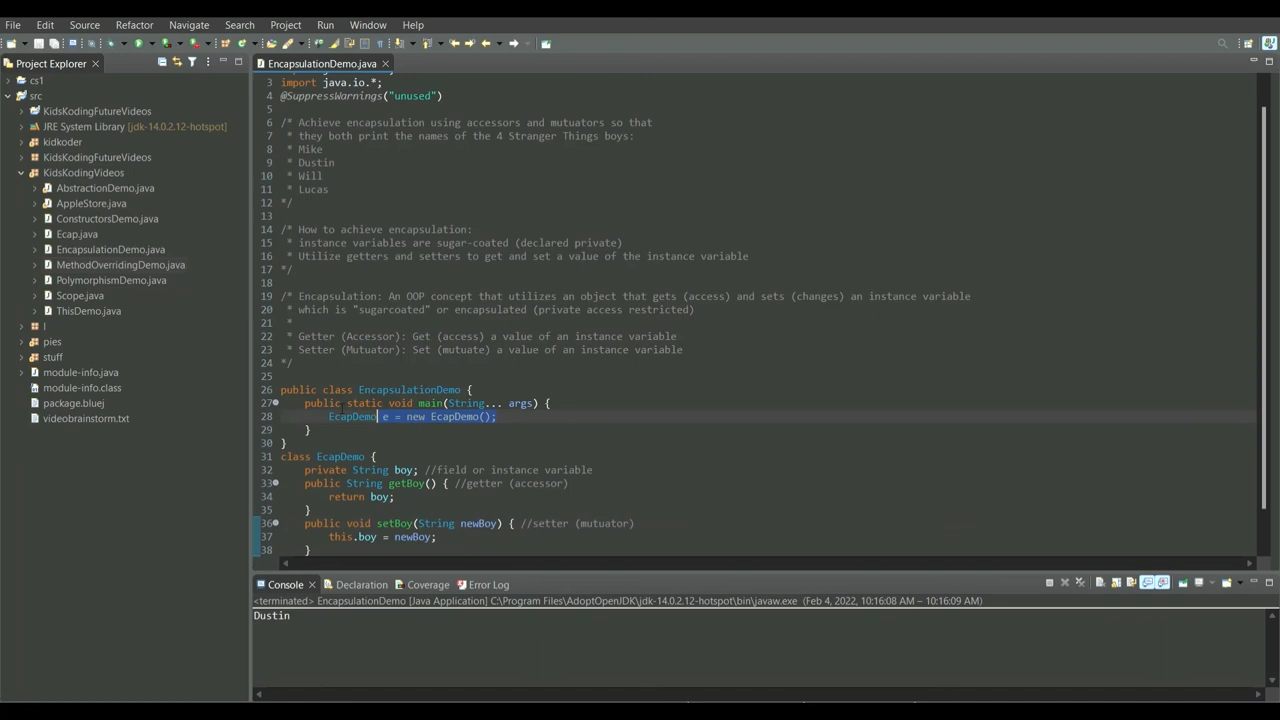 File Edit Source Refactor Navigate Search Project Run Window Help
Project Explorer
cs1
src
KidsKodingFutureVideos
JRE System Library [jdk-14.0.2.12-hotspot]
kidkoder
KidsKodingFutureVideos
KidsKodingVideos
AbstractionDemo.java
AppleStore.java
ConstructorsDemo.java
Ecap.java
EncapsulationDemo.java
MethodOverridingDemo.java
PolymorphismDemo.java
Scope.java
ThisDemo.java
l
pies
stuff
module-info.java
module-info.class
package.bluej
videobrainstorm.txt
EncapsulationDemo.java
3 import java.io.*;
4 @SuppressWarnings("unused")
5
6 /* Achieve encapsulation using accessors and mutuators so that
7 * they both print the names of the 4 Stranger Things boys:
8 * Mike
9 * Dustin
10 * Will
11 * Lucas
12 */
13
14 /* How to achieve encapsulation:
15 * instance variables are sugar-coated (declared private)
16 * Utilize getters and setters to get and set a value of the instance variable
17 */
18
19 /* Encapsulation: An OOP concept that utilizes an object that gets (access) and sets (changes) an instance variable
20 * which is "sugarcoated" or encapsulated (private access restricted)
21 *
22 * Getter (Accessor): Get (access) a value of an instance variable
23 * Setter (Mutuator): Set (mutuate) a value of an instance variable
24 */
25
26 public class EncapsulationDemo {
27 public static void main(String... args) {
28 EcapDemo e = new EcapDemo();
29 }
30 }
31 class EcapDemo {
32 private String boy; //field or instance variable
33 public String getBoy() { //getter (accessor)
34 return boy;
35 }
36 public void setBoy(String newBoy) { //setter (mutuator)
37 this.boy = newBoy;
38 }
Console Declaration Coverage Error Log
<terminated> EncapsulationDemo [Java Application] C:\Program Files\AdoptOpenJDK\jdk-14.0.2.12-hotspot\bin\javaw.exe (Feb 4, 2022, 10:16:08 AM – 10:16:09 AM)
Dustin